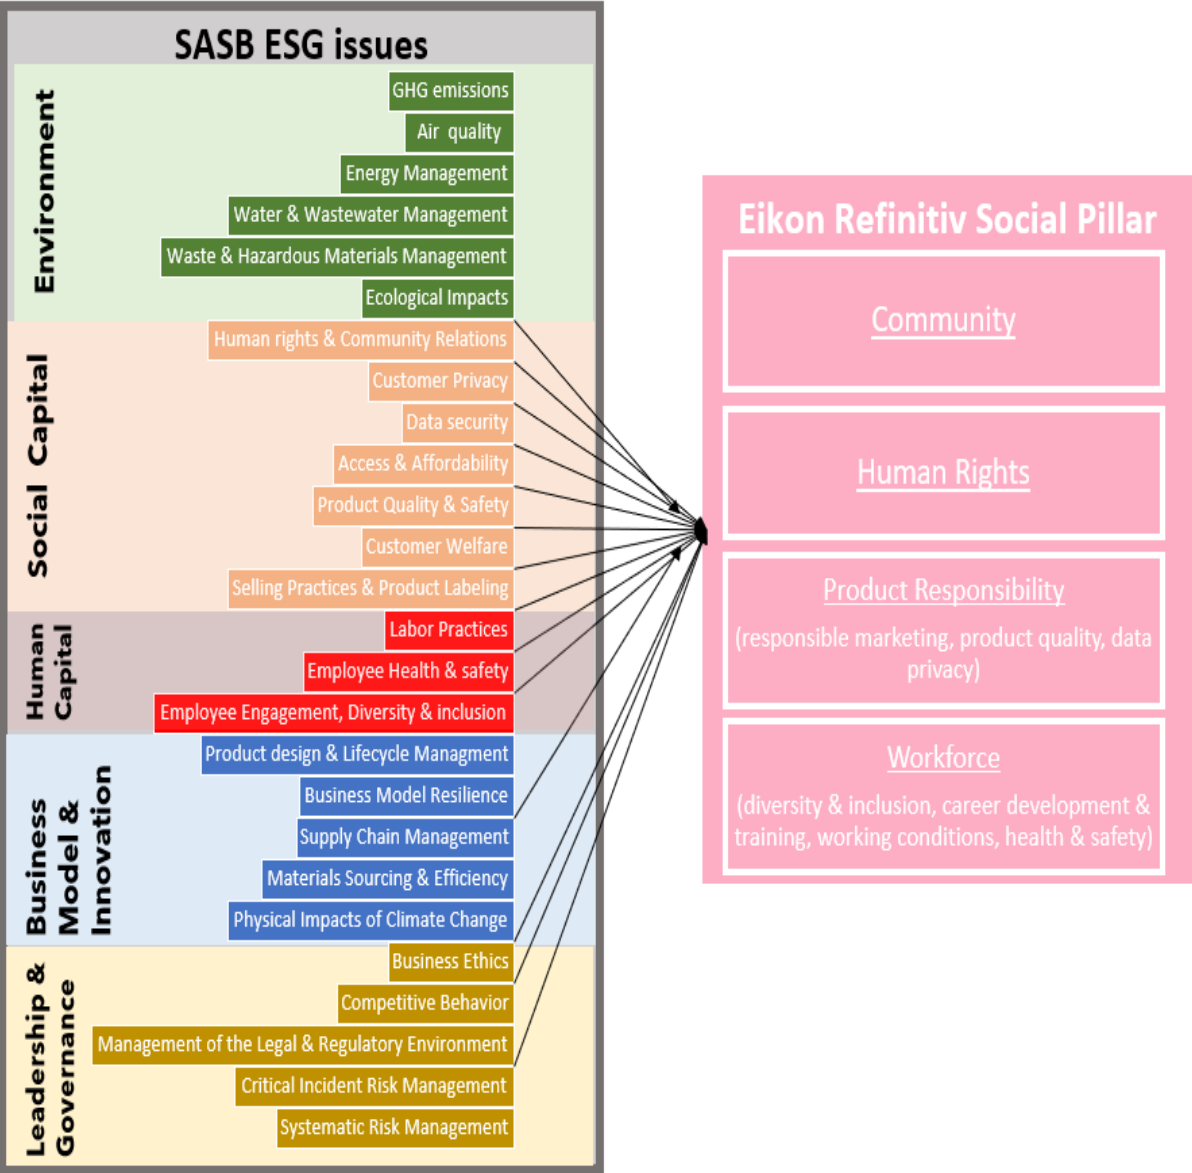 SASB ESG issues
Environment
GHG emissions
Air quality
Energy Management
Water & Wastewater Management
Waste & Hazardous Materials Management
Ecological Impacts
Social Capital
Human rights & Community Relations
Customer Privacy
Data security
Access & Affordability
Product Quality & Safety
Customer Welfare
Selling Practices & Product Labeling
Human
Capital
Labor Practices
Employee Health & safety
Employee Engagement, Diversity & inclusion
Business
Model &
Innovation
Product design & Lifecycle Managment
Business Model Resilience
Supply Chain Management
Materials Sourcing & Efficiency
Physical Impacts of Climate Change
Leadership &
Governance
Business Ethics
Competitive Behavior
Management of the Legal & Regulatory Environment
Critical Incident Risk Management
Systematic Risk Management
Eikon Refinitiv Social Pillar
Community
Human Rights
Product Responsibility
(responsible marketing, product quality, data
privacy)
Workforce
(diversity & inclusion, career development &
training, working conditions, health & safety)